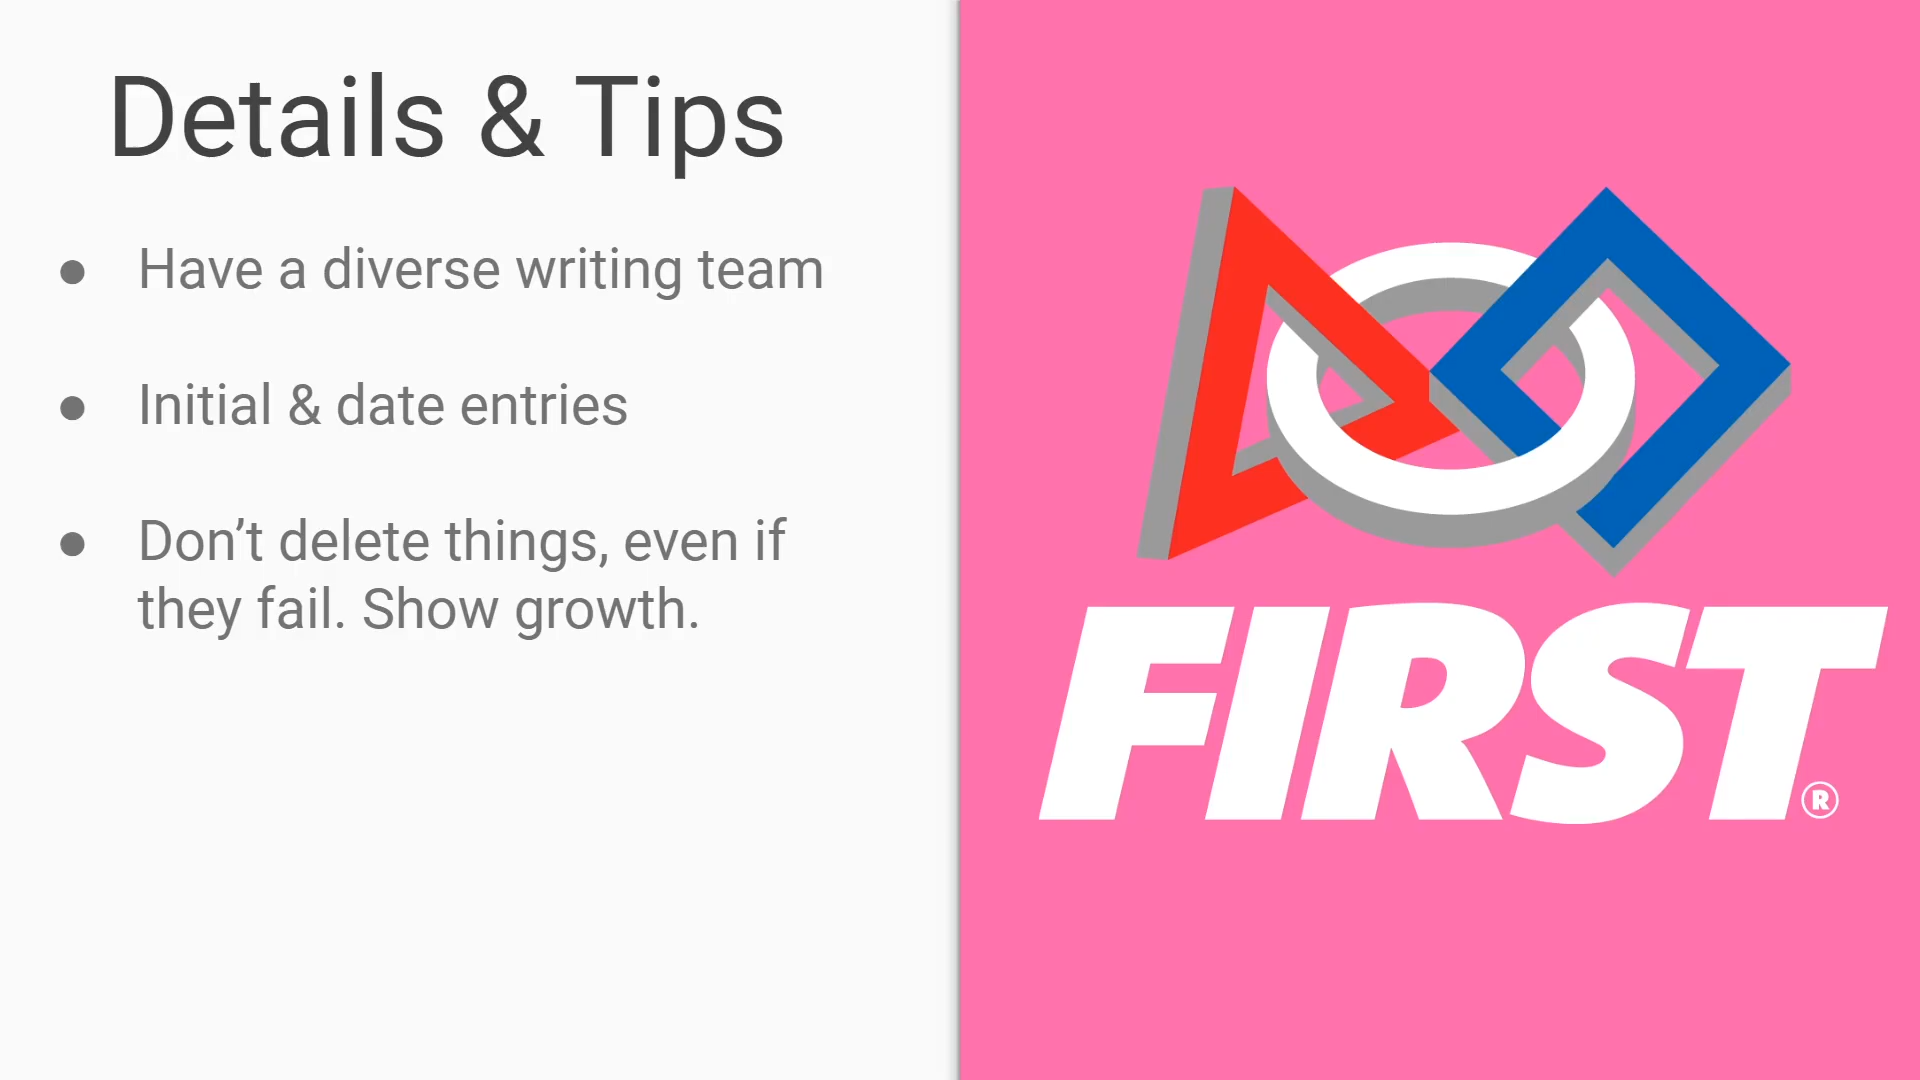 Details & Tips
● Have a diverse writing team
● Initial & date entries
● Don’t delete things, even if
they fail. Show growth.
FIRST®